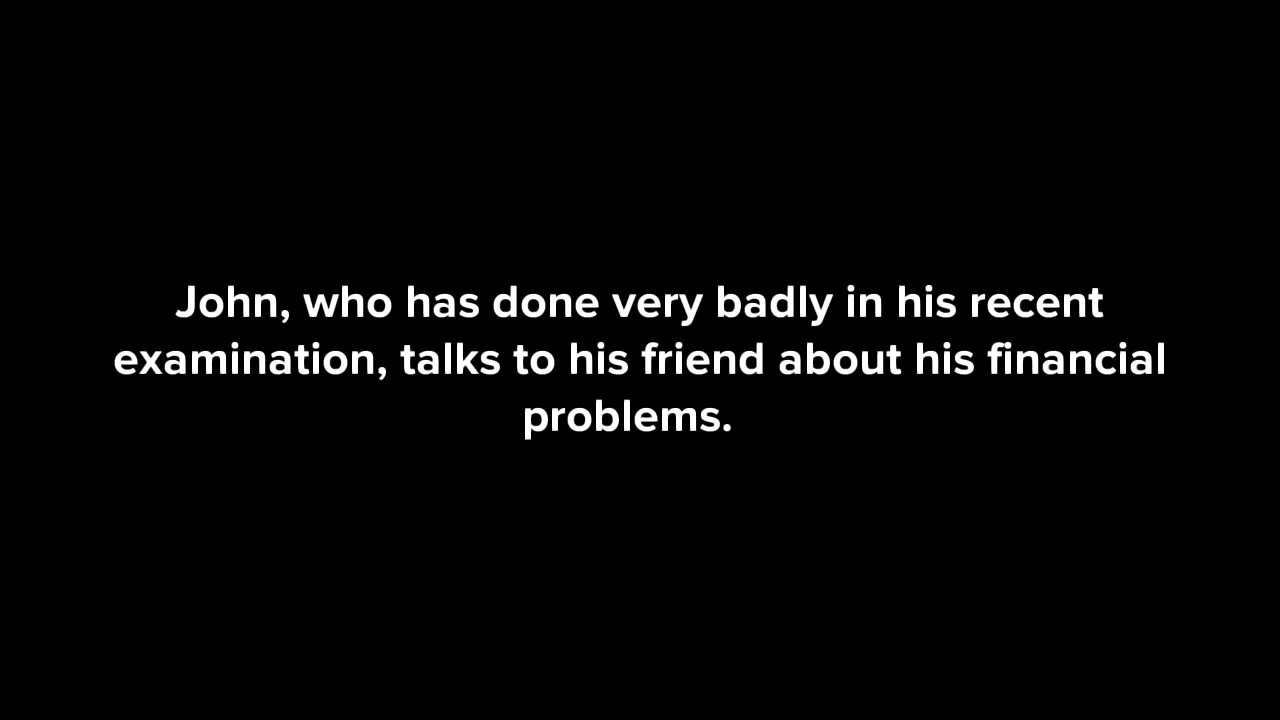 John, who has done very badly in his recent
examination, talks to his friend about his financial
problems.